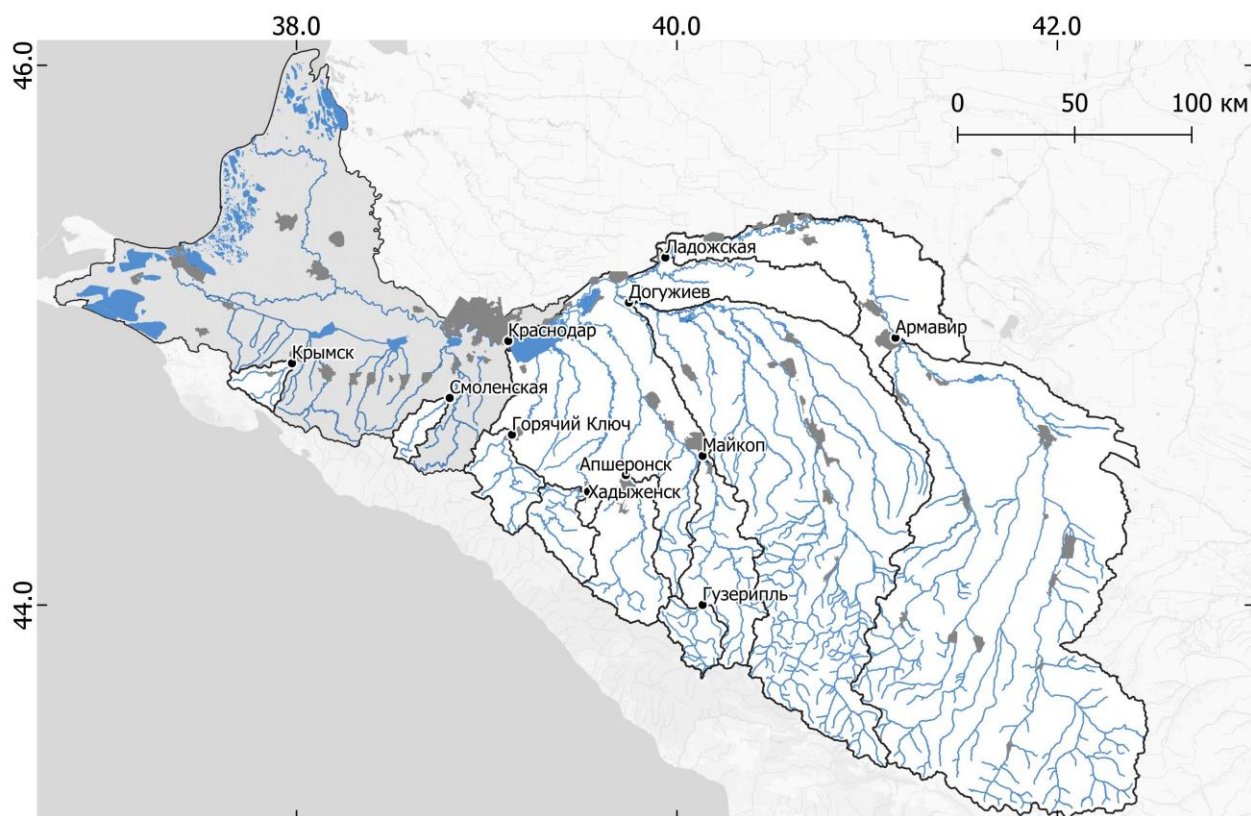 38.0
40.0
42.0
46.0
0 50 100 км
Ладожская
Догужиев
Краснодар
Армавир
Крымск
Смоленская
Горячий Ключ
Майкоп
Апшеронск
Хадыженск
Гузерипль
44.0